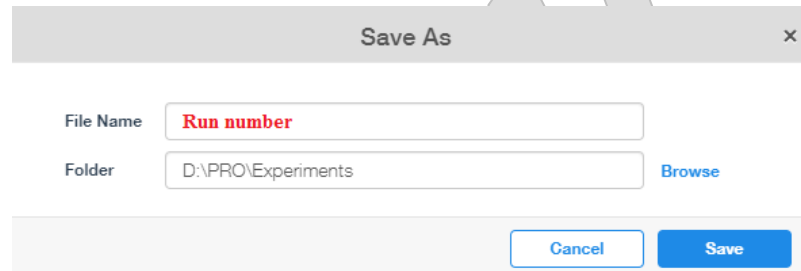 Save As ×
File Name Run number
Folder D:\PRO\Experiments Browse
Cancel Save